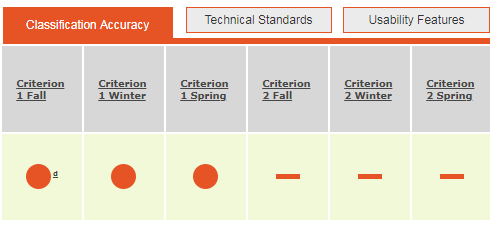 Classification Accuracy
Technical Standards
Usability Features
Criterion
1 Fall
Criterion
1 Winter
Criterion
1 Spring
Criterion
2 Fall
Criterion
2 Winter
Criterion
2 Spring
d